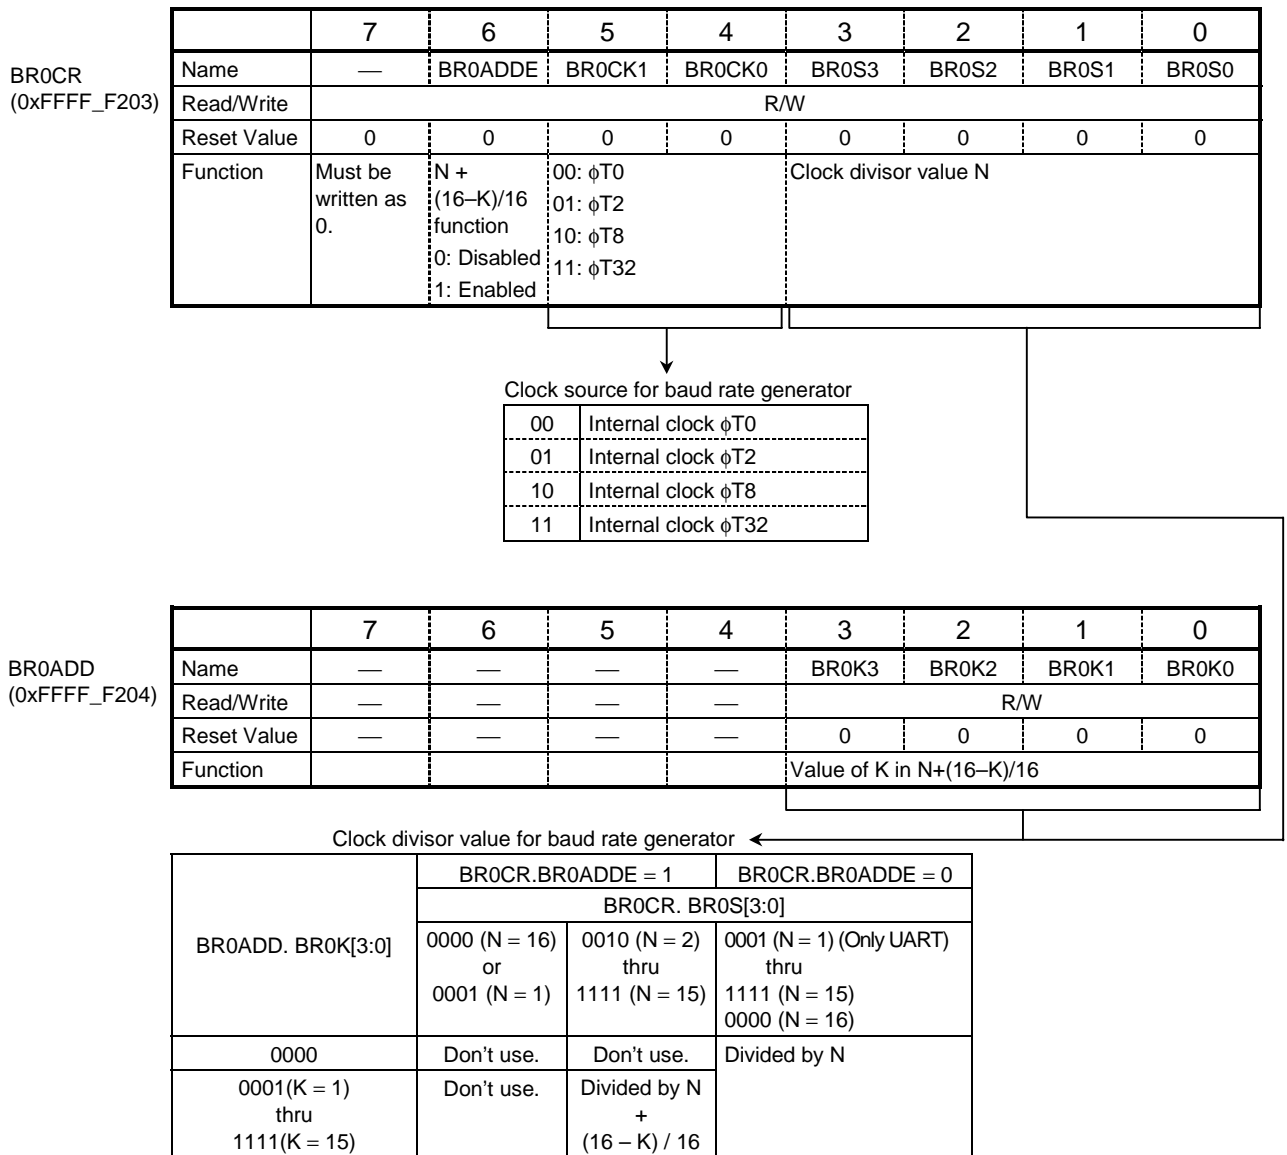 7 6 5 4 3 2 1 0
BR0CR
(0xFFFF_F203)
Name — BR0ADDE BR0CK1 BR0CK0 BR0S3 BR0S2 BR0S1 BR0S0
Read/Write R/W
Reset Value 0 0 0 0 0 0 0 0
Function Must be written as 0. N + (16–K)/16 function 0: Disabled 1: Enabled 00: ϕT0 01: ϕT2 10: ϕT8 11: ϕT32 Clock divisor value N
Clock source for baud rate generator
00 Internal clock ϕT0
01 Internal clock ϕT2
10 Internal clock ϕT8
11 Internal clock ϕT32
7 6 5 4 3 2 1 0
BR0ADD
(0xFFFF_F204)
Name — — — — BR0K3 BR0K2 BR0K1 BR0K0
Read/Write — — — — R/W
Reset Value — — — — 0 0 0 0
Function Value of K in N+(16–K)/16
Clock divisor value for baud rate generator
BR0CR.BR0ADDE = 1 BR0CR.BR0ADDE = 0
BR0CR. BR0S[3:0]
BR0ADD. BR0K[3:0]
0000 (N = 16) or 0001 (N = 1)
0010 (N = 2) thru 1111 (N = 15)
0001 (N = 1) (Only UART) thru 1111 (N = 15) 0000 (N = 16)
0000 Don't use. Don't use. Divided by N
0001(K = 1) thru 1111(K = 15) Don't use. Divided by N + (16 – K) / 16